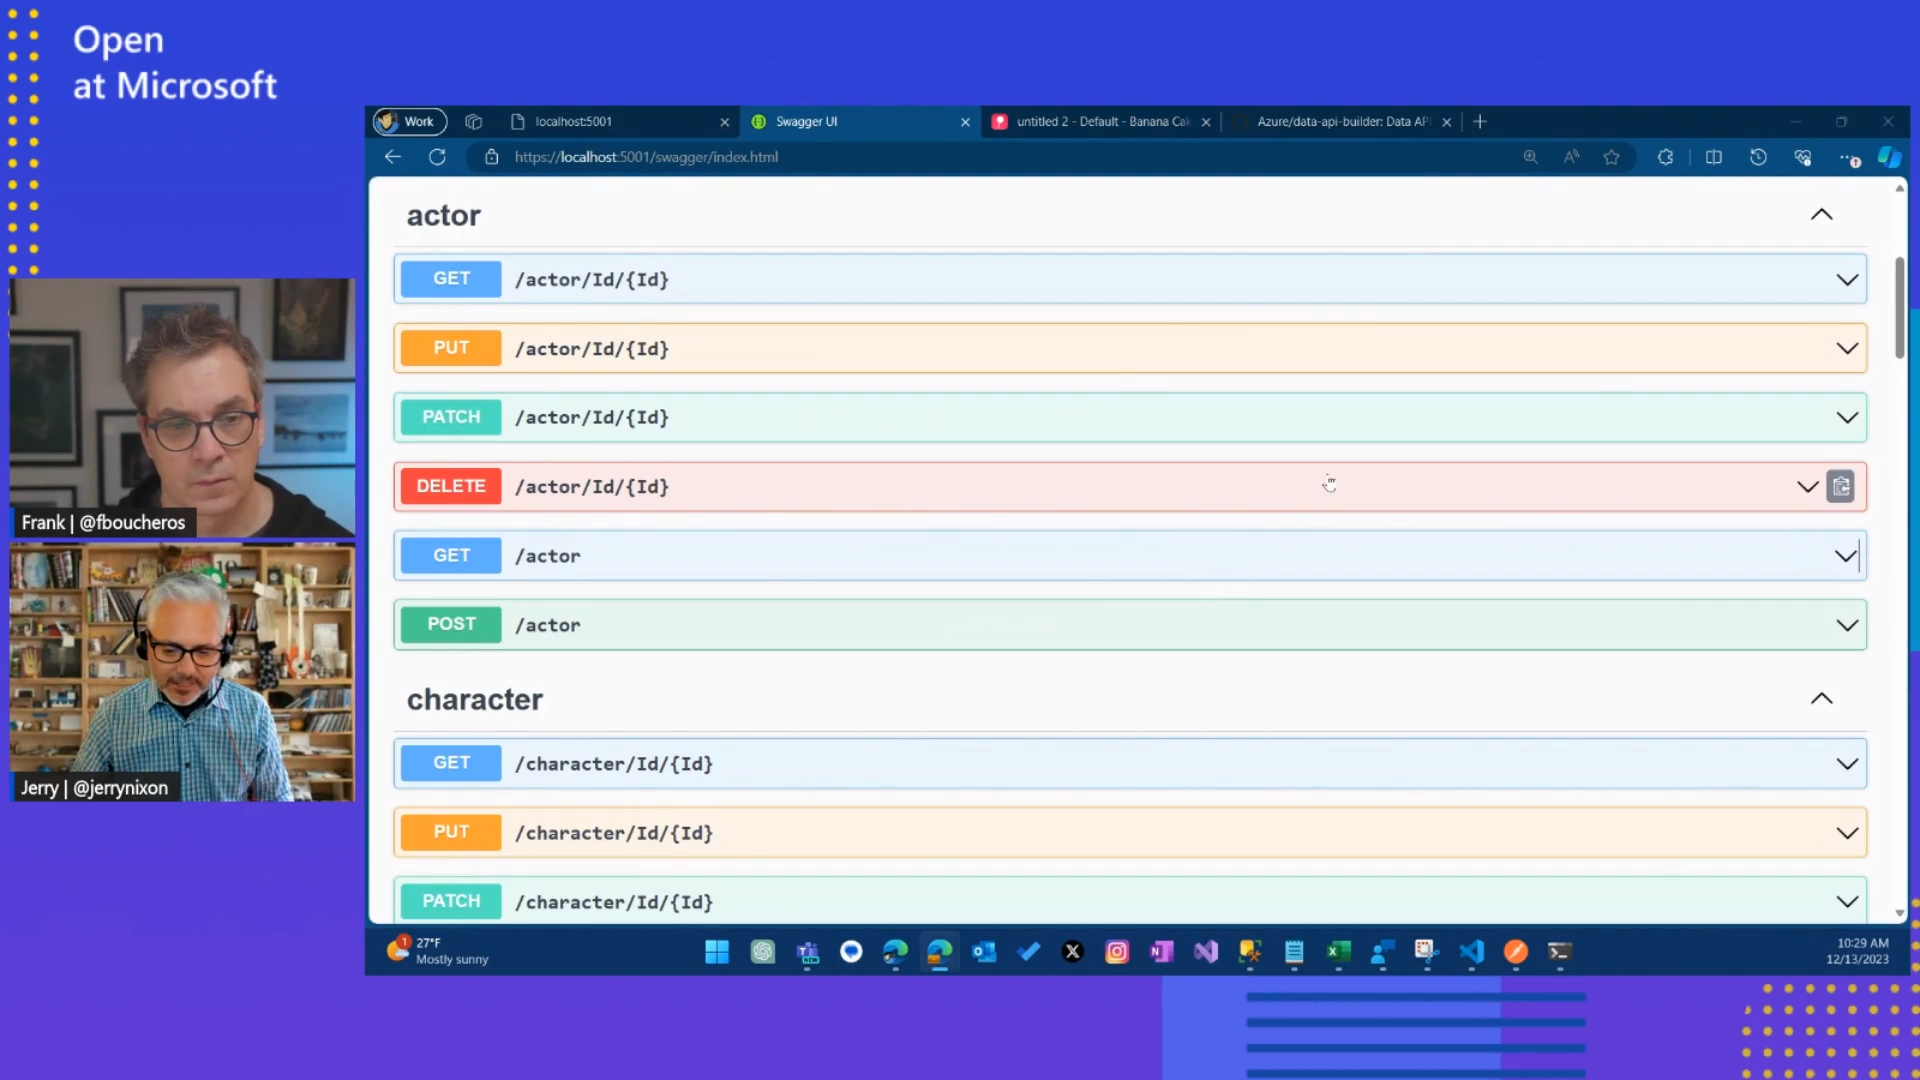 Open
at Microsoft
Work
localhost:5001
Swagger UI
untitled 2 - Default - Banana Cak
Azure/data-api-builder: Data AP
https://localhost:5001/swagger/index.html
actor
GET /actor/Id/{Id}
PUT /actor/Id/{Id}
PATCH /actor/Id/{Id}
DELETE /actor/Id/{Id}
GET /actor
POST /actor
character
GET /character/Id/{Id}
PUT /character/Id/{Id}
PATCH /character/Id/{Id}
Frank | @fboucheros
Jerry | @jerrynixon
1
27°F
Mostly sunny
10:29 AM
12/13/2023